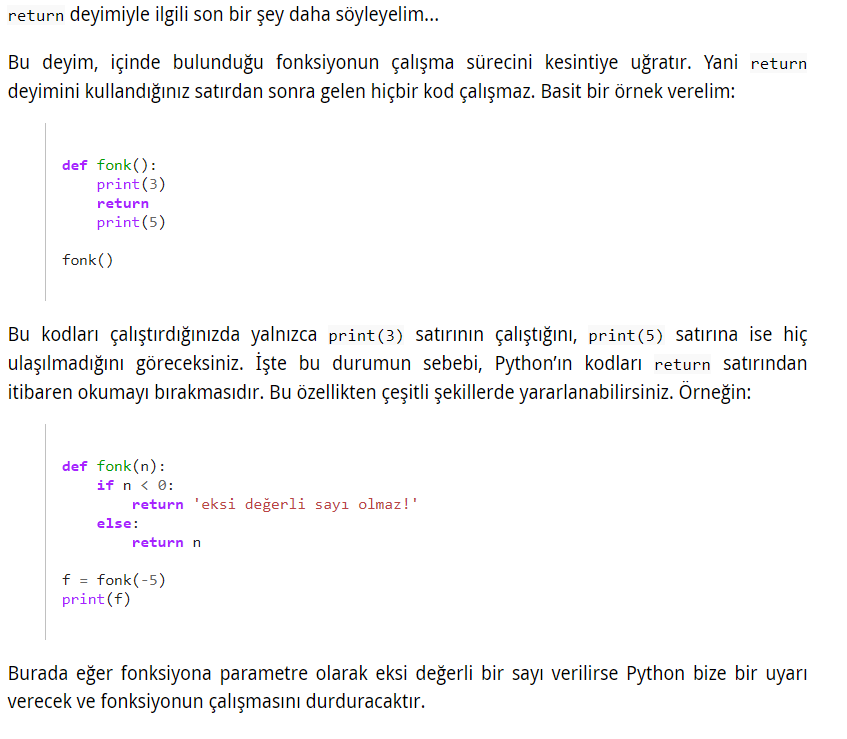 return deyimiyle ilgili son bir şey daha söyleyelim...
Bu deyim, içinde bulunduğu fonksiyonun çalışma sürecini kesintiye uğratır. Yani return
deyimini kullandığınız satırdan sonra gelen hiçbir kod çalışmaz. Basit bir örnek verelim:
def fonk():
    print(3)
    return
    print(5)
fonk()
Bu kodları çalıştırdığınızda yalnızca print(3) satırının çalıştığını, print(5) satırına ise hiç
ulaşılmadığını göreceksiniz. İşte bu durumun sebebi, Python’ın kodları return satırından
itibaren okumayı bırakmasıdır. Bu özellikten çeşitli şekillerde yararlanabilirsiniz. Örneğin:
def fonk(n):
    if n < 0:
        return 'eksi değerli sayı olmaz!'
    else:
        return n
f = fonk(-5)
print(f)
Burada eğer fonksiyona parametre olarak eksi değerli bir sayı verilirse Python bize bir uyarı
verecek ve fonksiyonun çalışmasını durduracaktır.